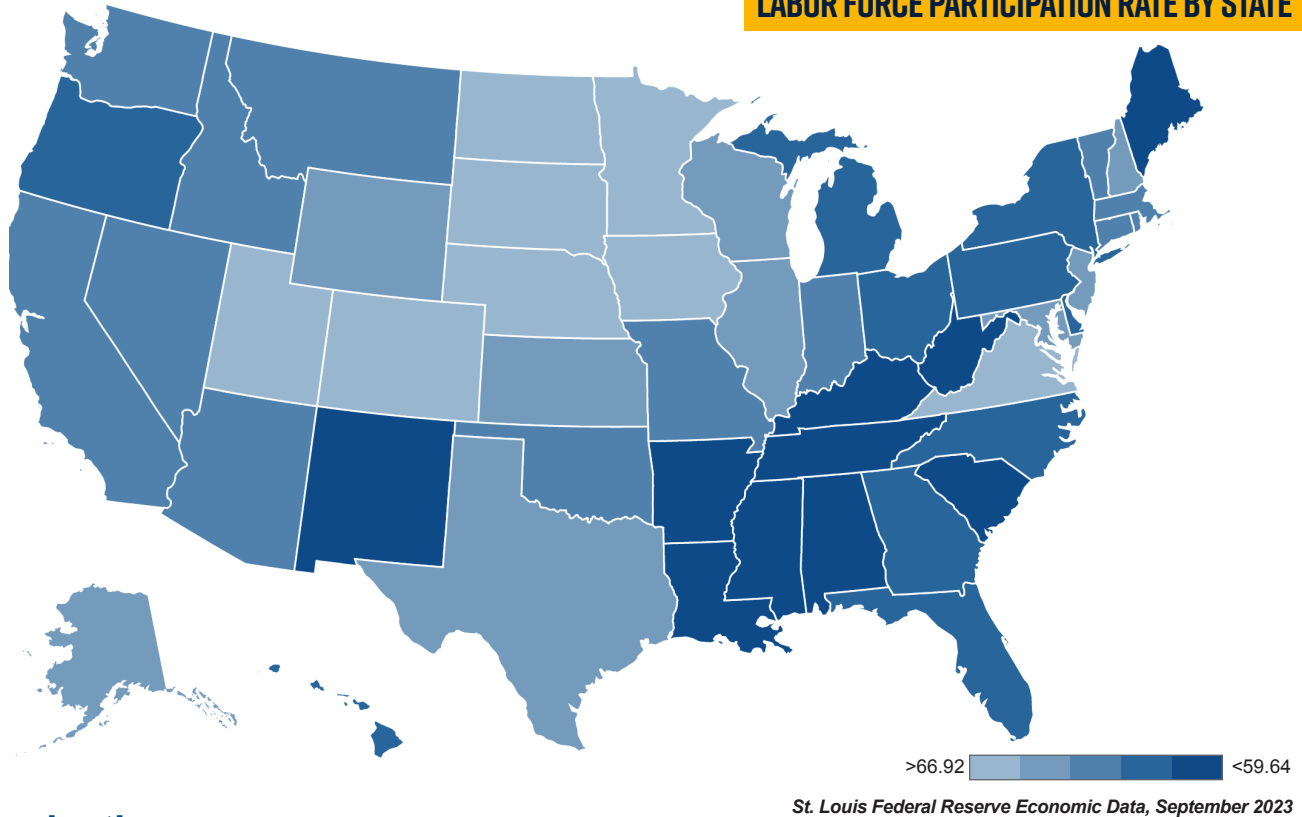 LABOR FORCE PARTICIPATION RATE BY STATE
>66.92 <59.64
St. Louis Federal Reserve Economic Data, September 2023